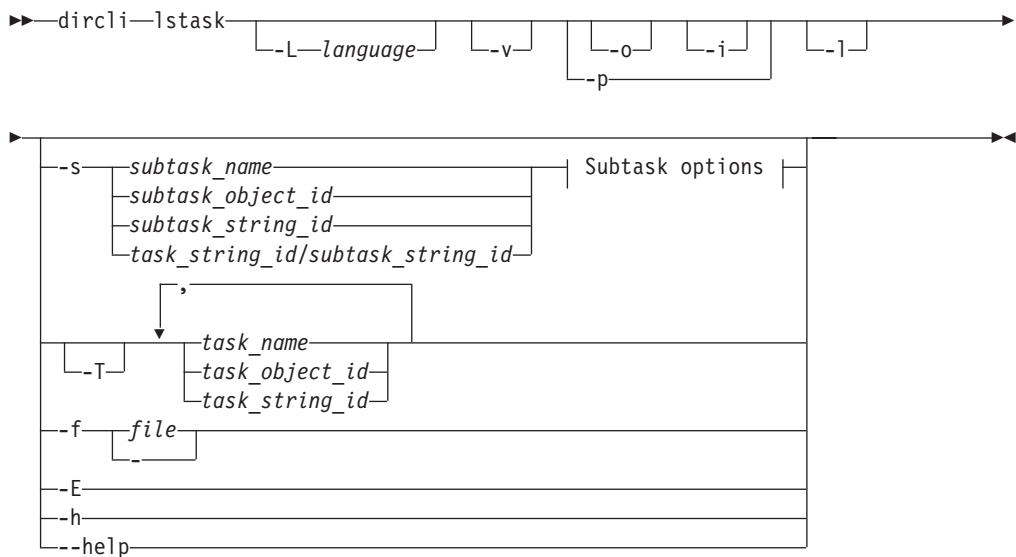 dircli lstask
-L language -v -o -i -l
-p
-s subtask_name Subtask options
subtask_object_id
subtask_string_id
task_string_id/subtask_string_id
,
task_name
-T task_object_id
task_string_id
-f file
-
-E
-h
--help